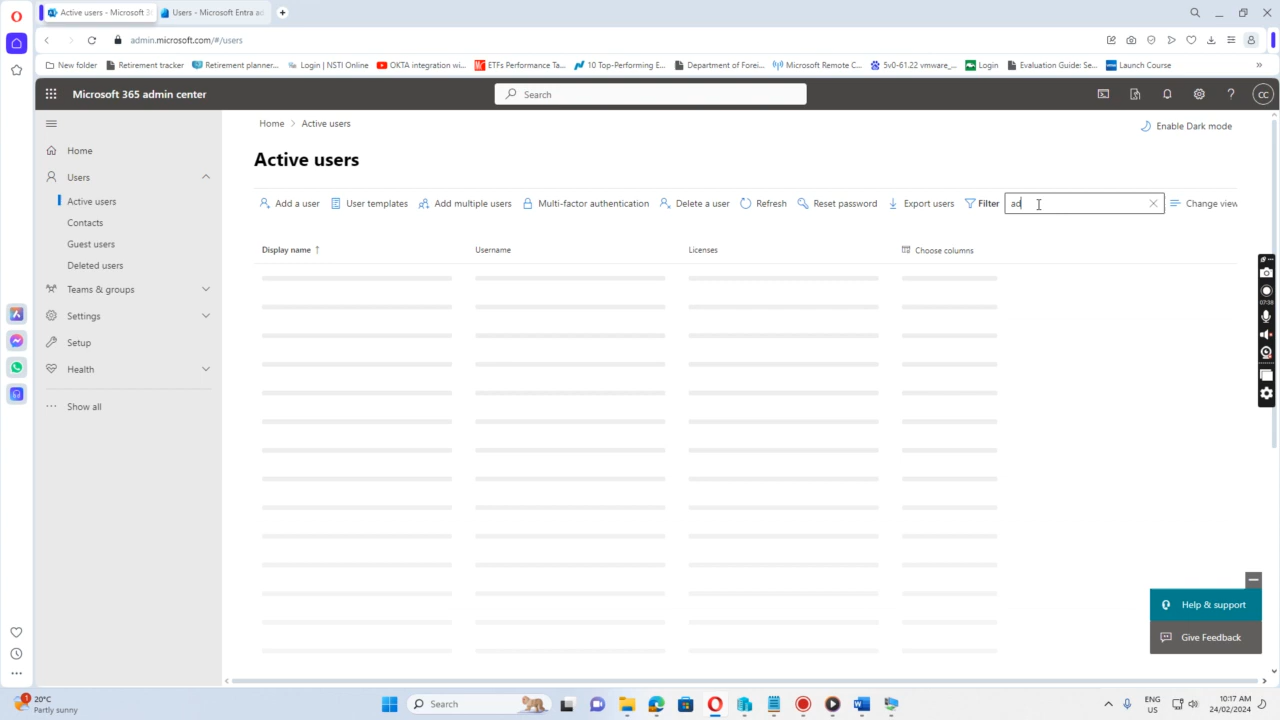 Active users - Microsoft 36
Users - Microsoft Entra ad
admin.microsoft.com/#/users
New folder
Retirement tracker
Retirement planner...
Login | NSTI Online
OKTA integration wi...
ETFs Performance Ta...
10 Top-Performing E...
Department of Forei...
Microsoft Remote C...
5v0-61.22 vmware_...
Login
Evaluation Guide: Se...
Launch Course
Microsoft 365 admin center
Search
CC
Home
Users
Active users
Contacts
Guest users
Deleted users
Teams & groups
Settings
Setup
Health
Show all
Home > Active users
Enable Dark mode
Active users
Add a user
User templates
Add multiple users
Multi-factor authentication
Delete a user
Refresh
Reset password
Export users
Filter
ad
Change view
Display name ↑
Username
Licenses
Choose columns
07:38
Help & support
Give Feedback
1
20°C
Partly sunny
Search
ENG
US
10:17 AM
24/02/2024